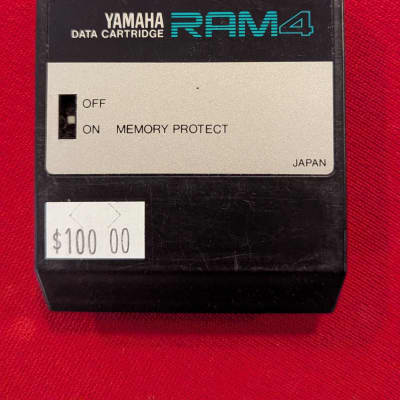 YAMAHA
DATA CARTRIDGE RAM4
OFF
ON MEMORY PROTECT
JAPAN
$100 00